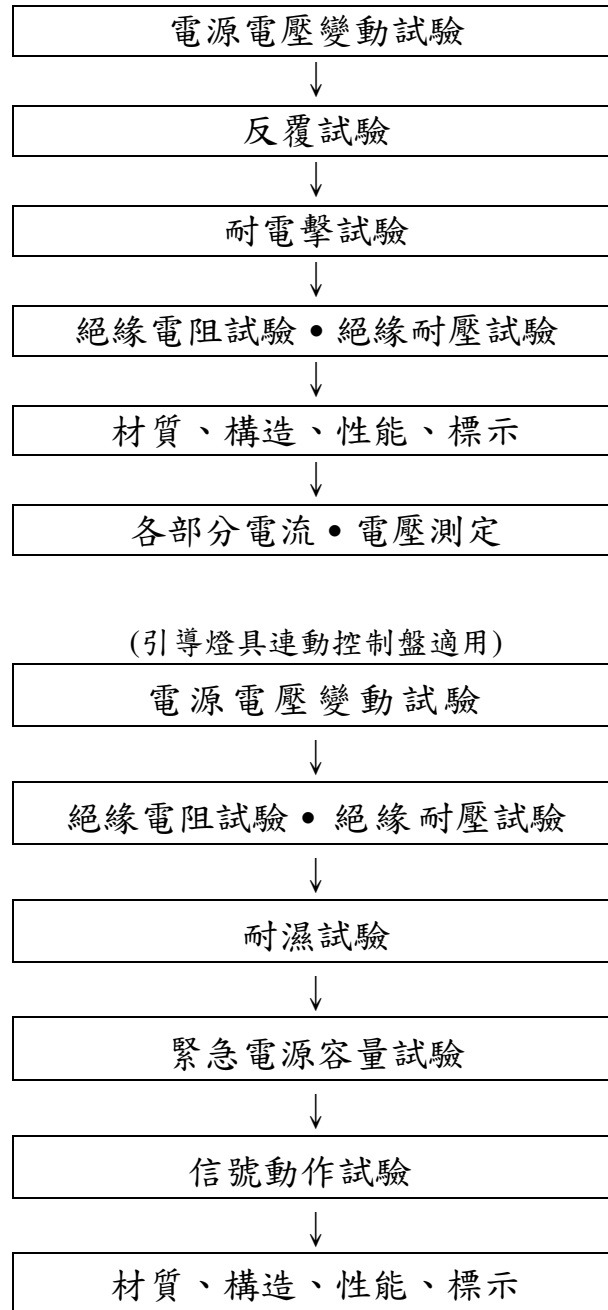 電源電壓變動試驗
↓
反覆試驗
↓
耐電擊試驗
↓
絕緣電阻試驗•絕緣耐壓試驗
↓
材質、構造、性能、標示
↓
各部分電流•電壓測定
(引導燈具連動控制盤適用)
電源電壓變動試驗
↓
絕緣電阻試驗• 絕緣耐壓試驗
↓
耐濕試驗
↓
緊急電源容量試驗
↓
信號動作試驗
↓
材質、構造、性能、標示